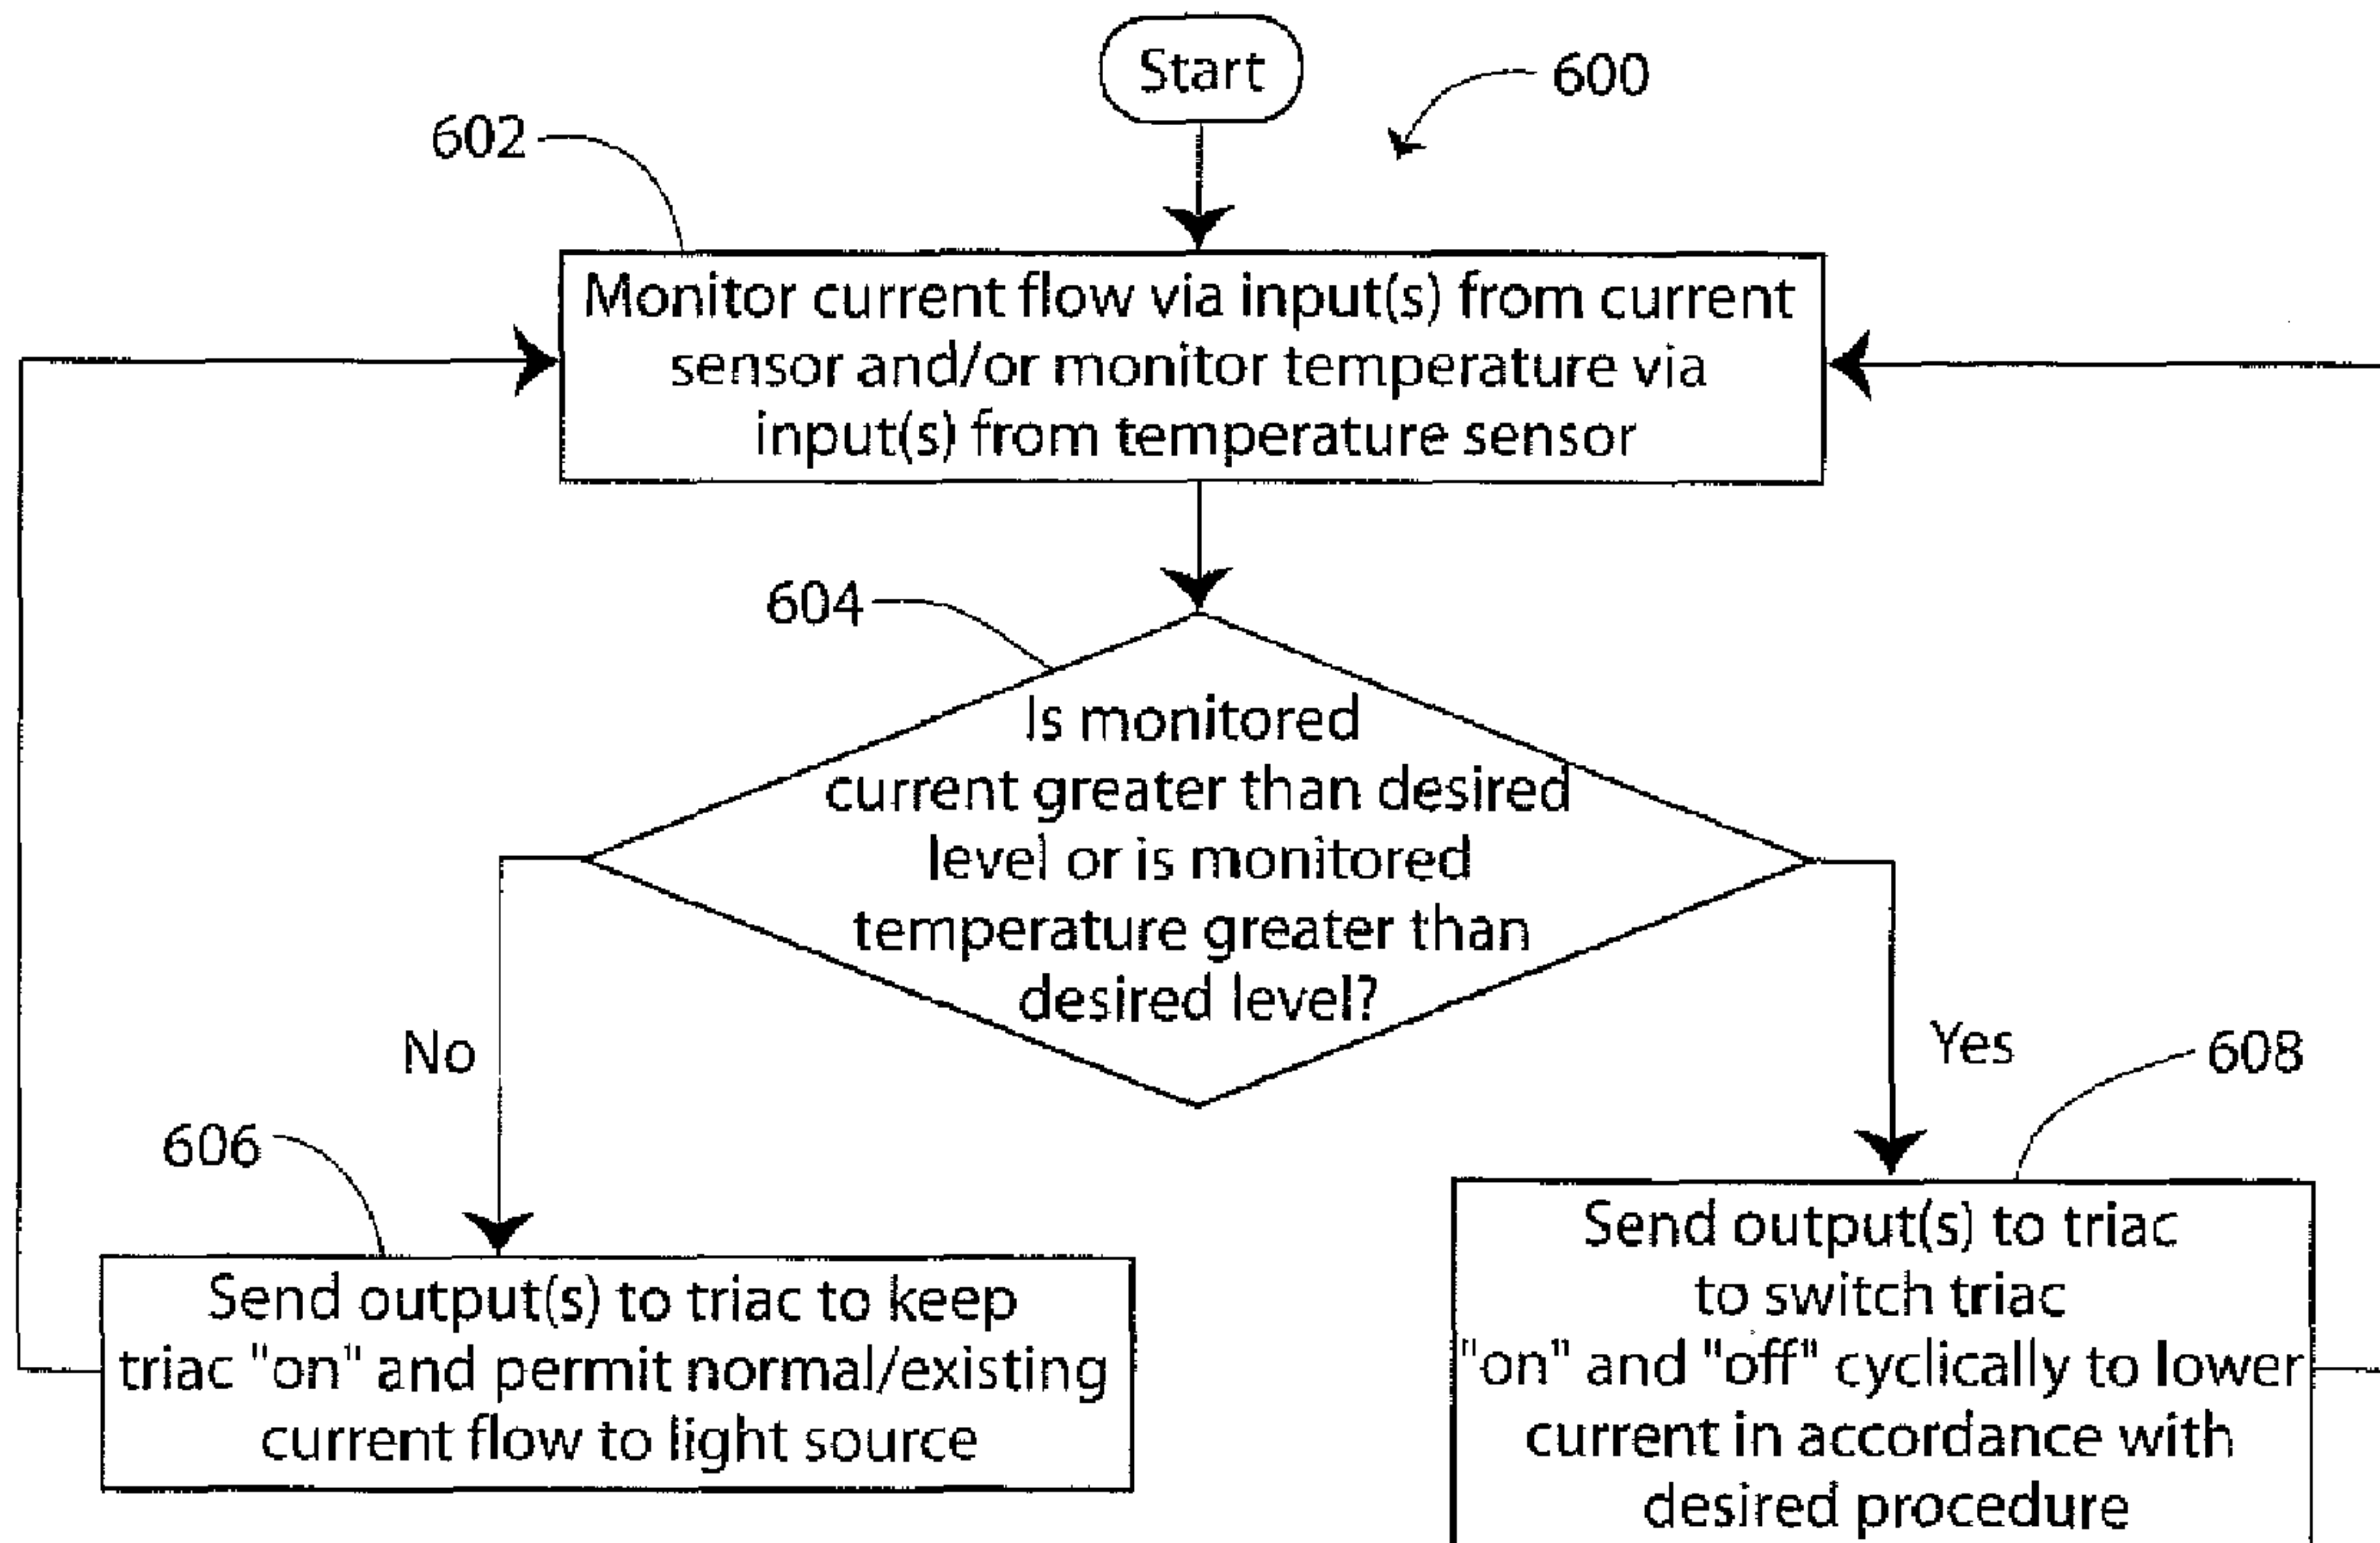 Start
600
602
Monitor current flow via input(s) from current
sensor and/or monitor temperature via
input(s) from temperature sensor
604
Is monitored
current greater than desired
level or is monitored
temperature greater than
desired level?
No
Yes
606
608
Send output(s) to triac to keep
triac "on" and permit normal/existing
current flow to light source
Send output(s) to triac
to switch triac
"on" and "off" cyclically to lower
current in accordance with
desired procedure